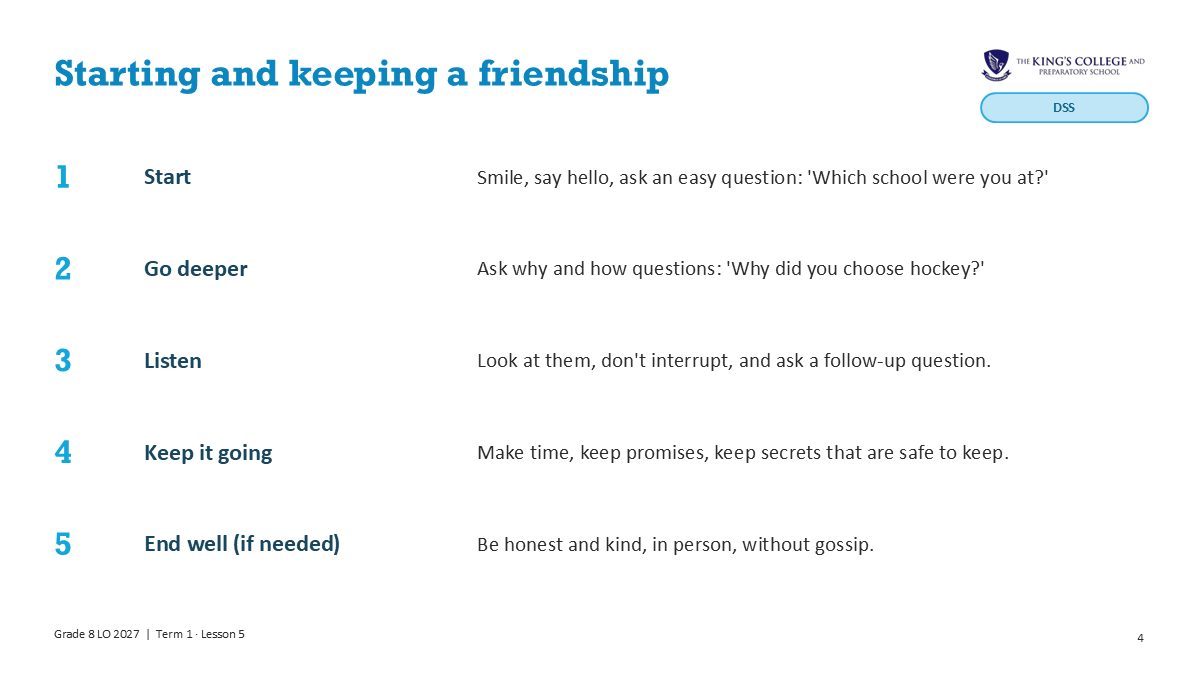 Starting and keeping a friendship
THE KING'S COLLEGE AND
PREPARATORY SCHOOL
DSS
1 Start Smile, say hello, ask an easy question: 'Which school were you at?'
2 Go deeper Ask why and how questions: 'Why did you choose hockey?'
3 Listen Look at them, don't interrupt, and ask a follow-up question.
4 Keep it going Make time, keep promises, keep secrets that are safe to keep.
5 End well (if needed) Be honest and kind, in person, without gossip.
Grade 8 LO 2027 | Term 1 · Lesson 5
4